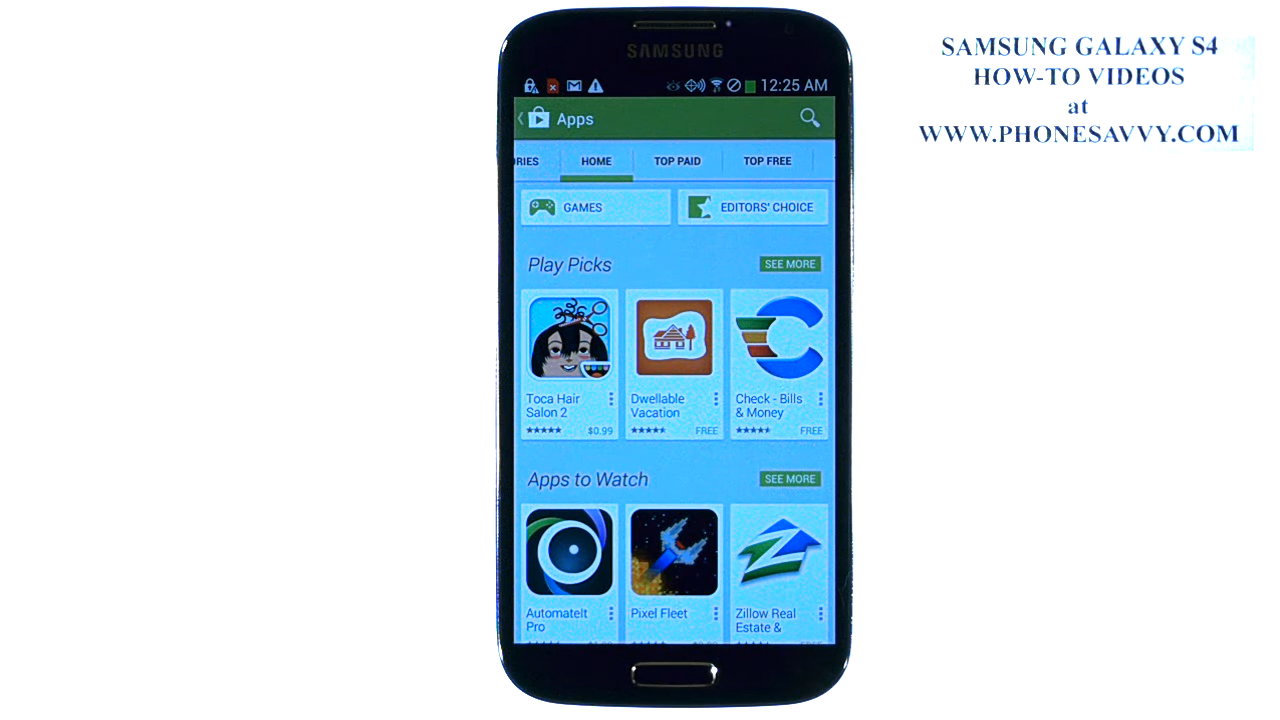 SAMSUNG GALAXY S4
HOW-TO VIDEOS
at
WWW.PHONESAVVY.COM
SAMSUNG
12:25 AM
Apps
RIES
HOME
TOP PAID
TOP FREE
GAMES
EDITORS' CHOICE
Play Picks
SEE MORE
Toca Hair
Salon 2
$0.99
Dwellable
Vacation
FREE
Check - Bills
& Money
FREE
Apps to Watch
SEE MORE
AutomateIt
Pro
Pixel Fleet
Zillow Real
Estate &